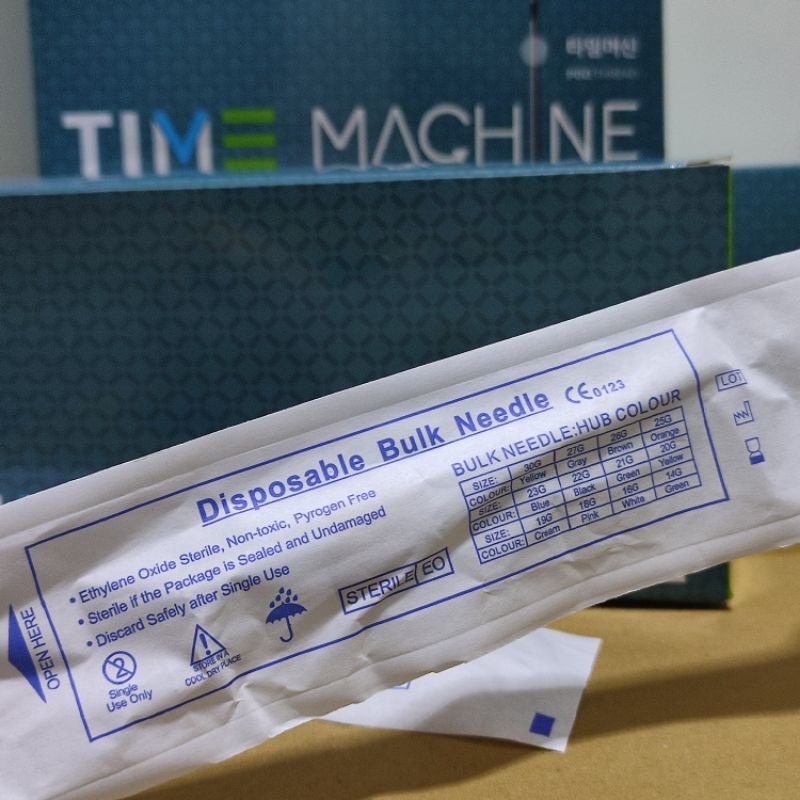 타임머신
TIME MACHINE
Disposable Bulk Needle CE0123
• Ethylene Oxide Sterile, Non-toxic, Pyrogen Free
• Sterile if the Package is Sealed and Undamaged
• Discard Safely after Single Use
OPEN HERE
2
Single
Use Only
STORE IN A
COOL DRY PLACE
STERILE EO
BULK NEEDLE:HUB COLOUR
SIZE: 30G 27G 26G 25G
COLOUR: Yellow Gray Brown Orange
SIZE: 23G 22G 21G 20G
COLOUR: Blue Black Green Yellow
SIZE: 19G 18G 16G 14G
COLOUR: Cream Pink White Green
LOT